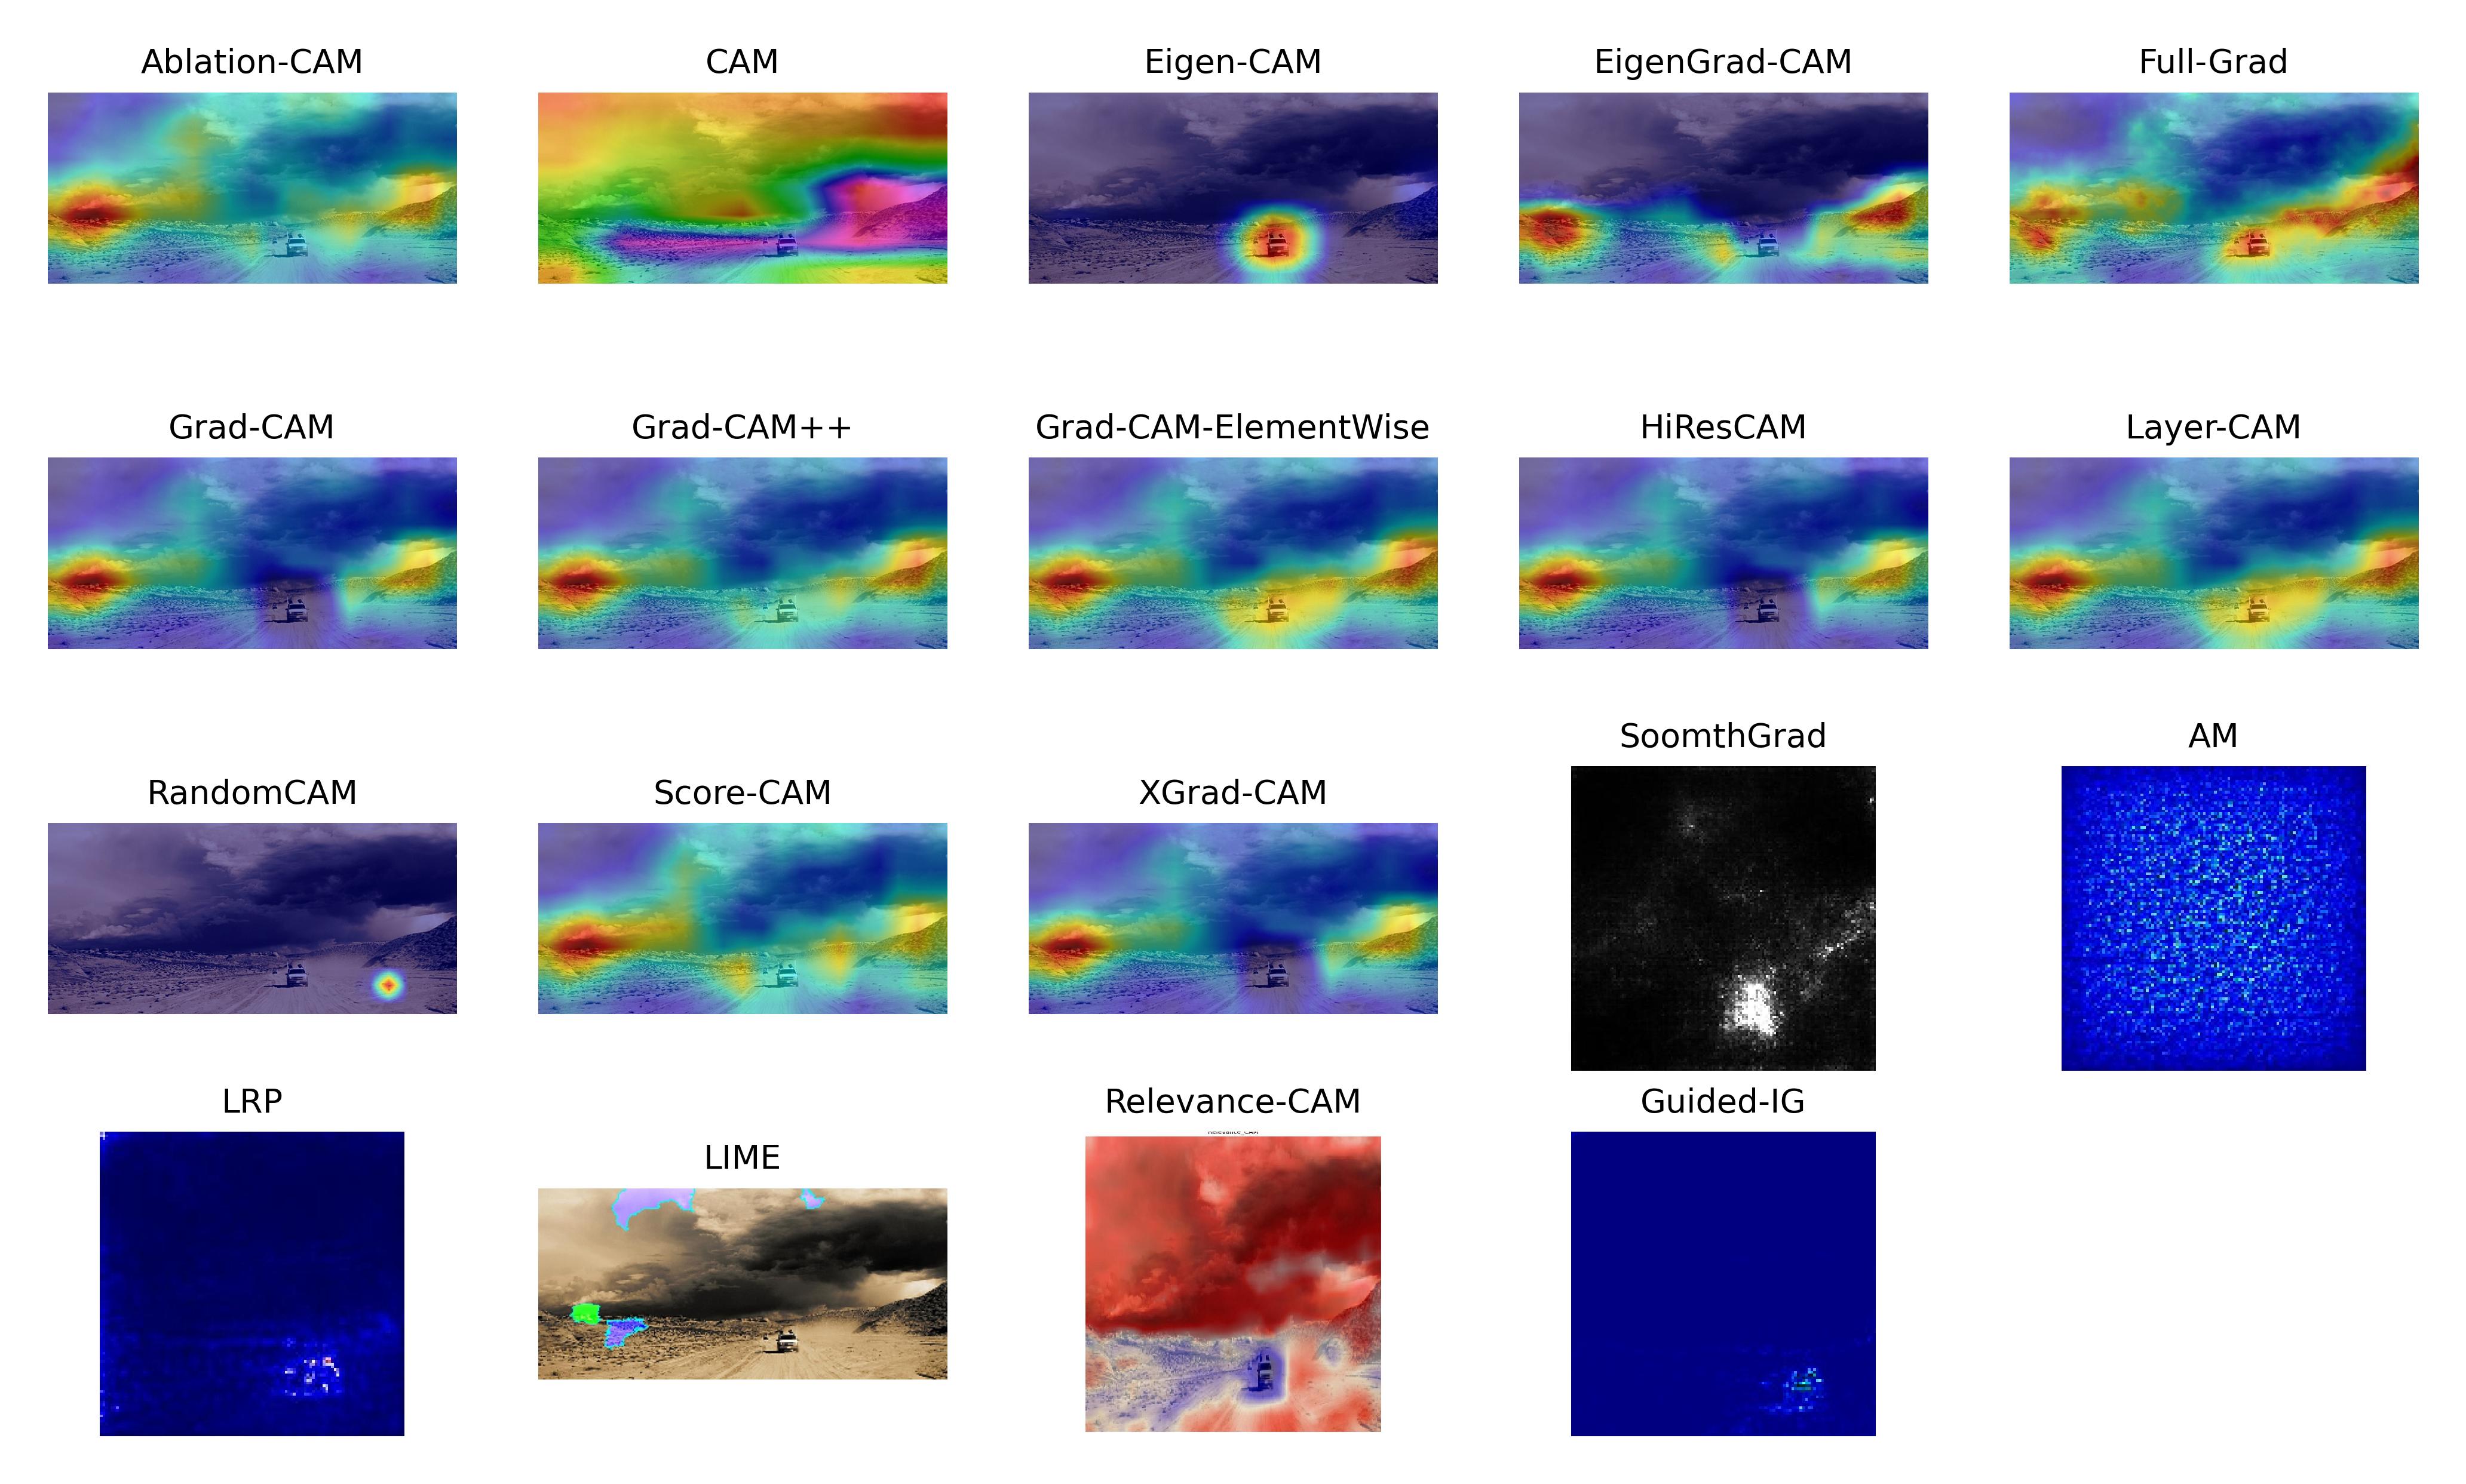 Ablation-CAM
CAM
Eigen-CAM
EigenGrad-CAM
Full-Grad
Grad-CAM
Grad-CAM++
Grad-CAM-ElementWise
HiResCAM
Layer-CAM
RandomCAM
Score-CAM
XGrad-CAM
SoomthGrad
AM
LRP
LIME
Relevance-CAM
Guided-IG